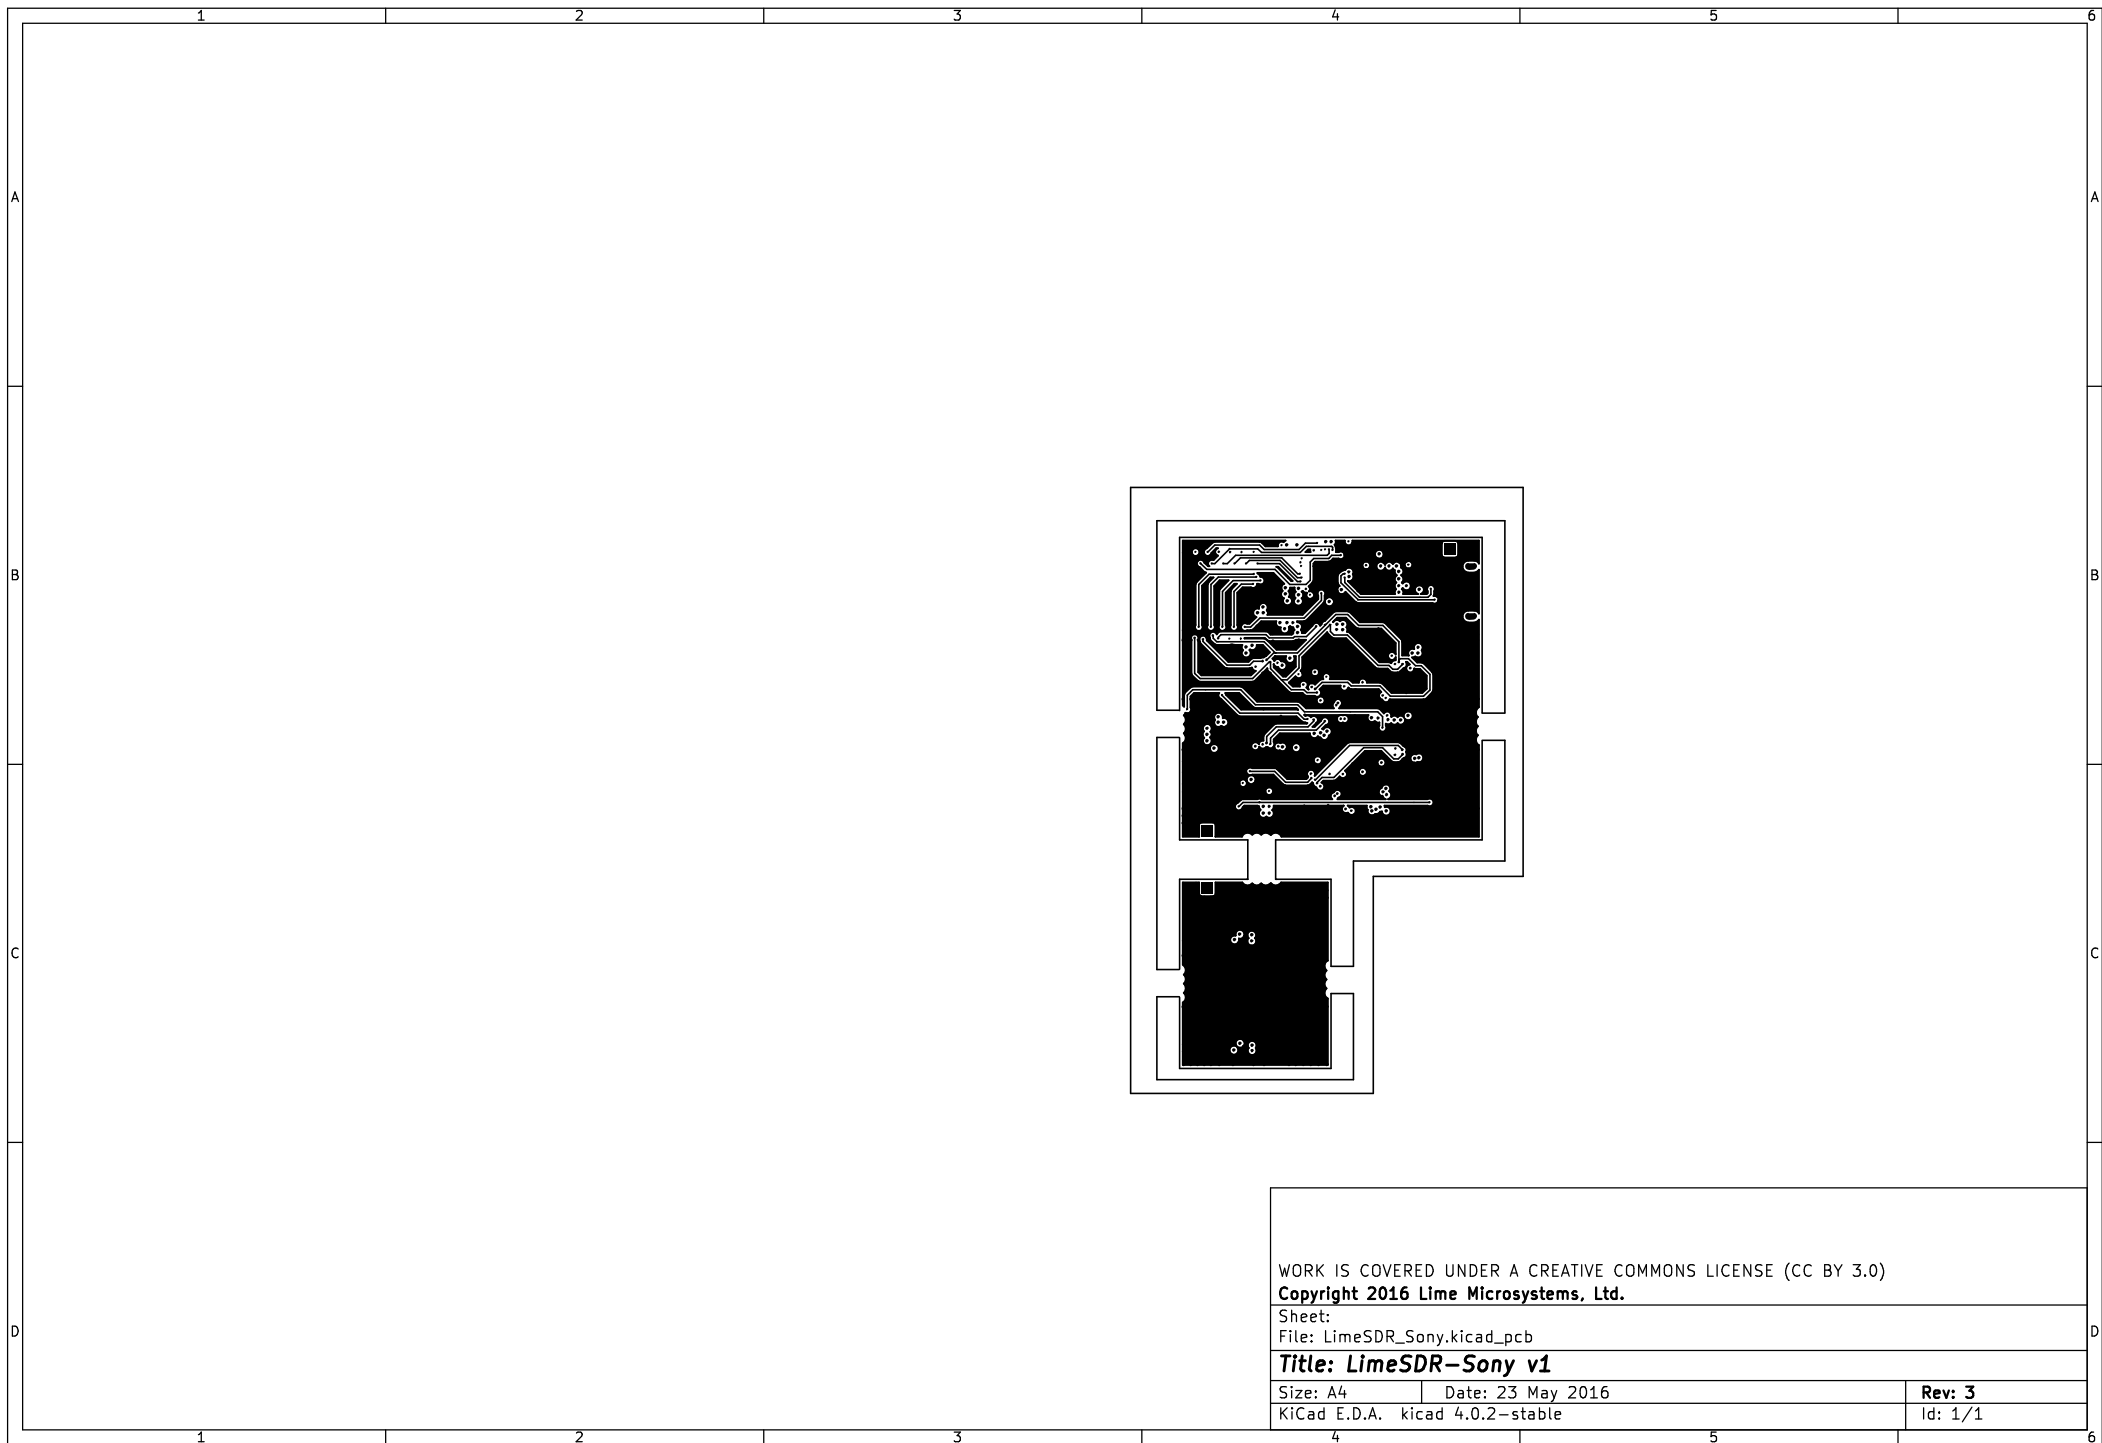 1 2 3 4 5 6
A A
B B
C C
WORK IS COVERED UNDER A CREATIVE COMMONS LICENSE (CC BY 3.0)
Copyright 2016 Lime Microsystems, Ltd.
Sheet:
D D
File: LimeSDR_Sony.kicad_pcb
Title: LimeSDR-Sony v1
Size: A4 Date: 23 May 2016 Rev: 3
KiCad E.D.A. kicad 4.0.2-stable Id: 1/1
1 2 3 4 5 6